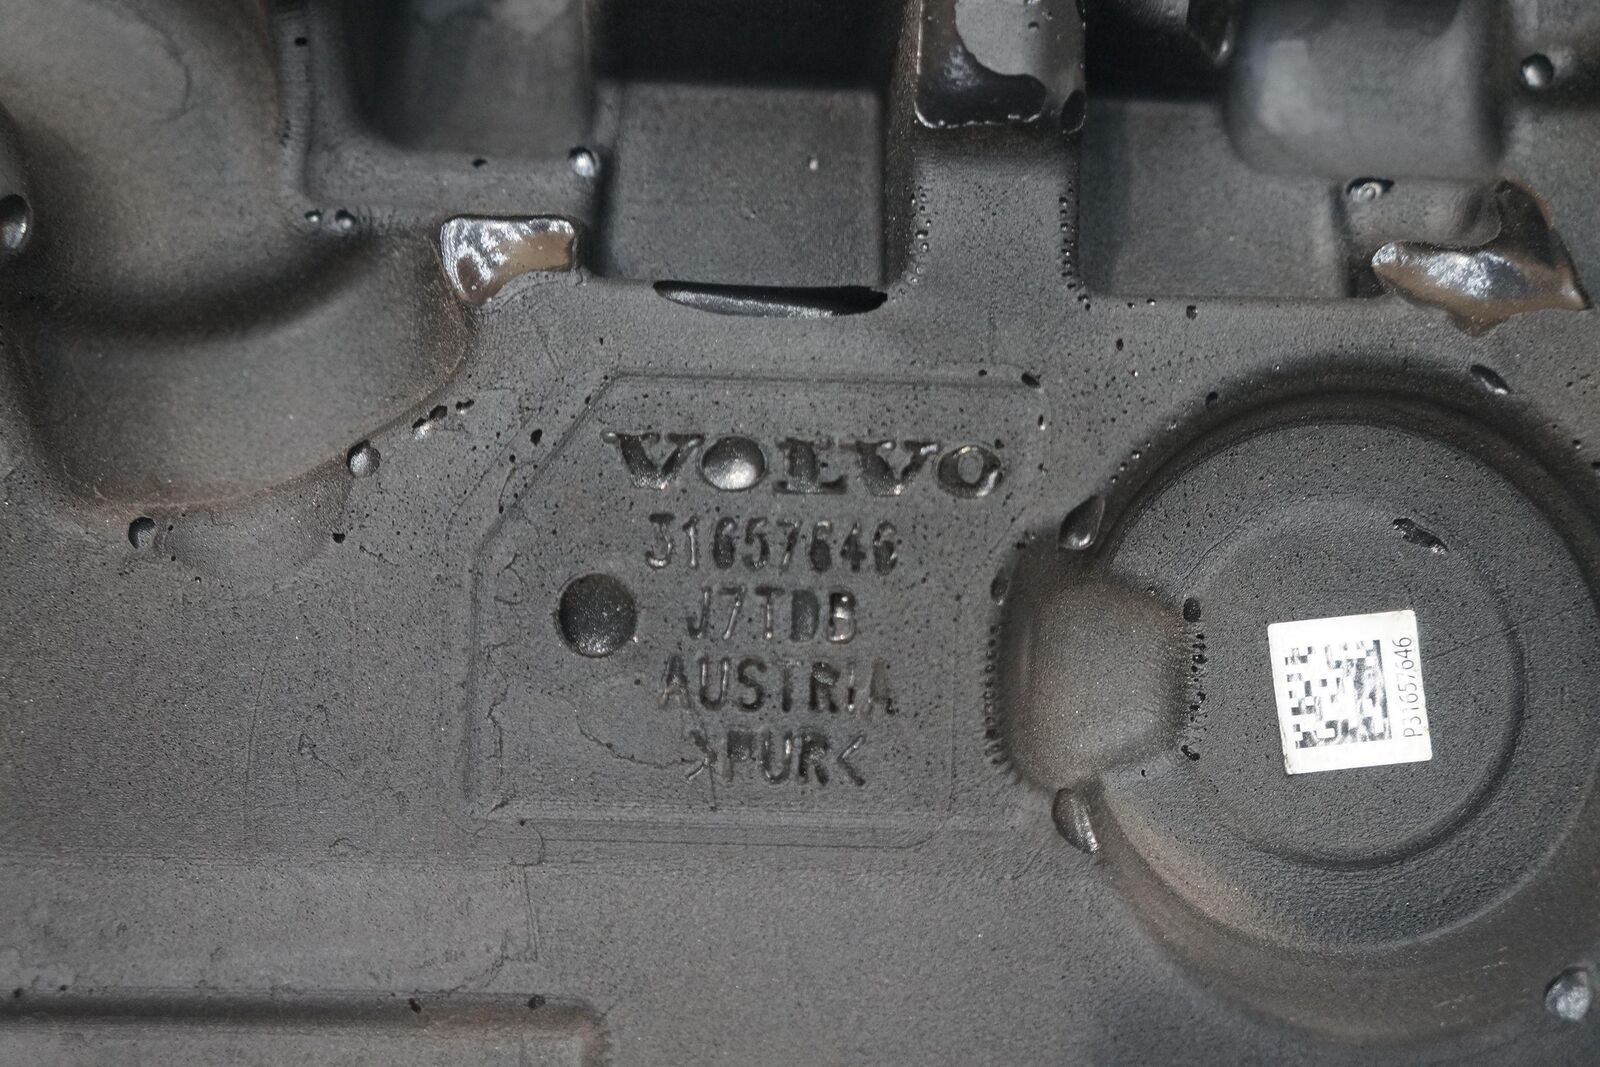 VOLVO
31657646
J7TDB
AUSTRIA
>PUR<
P31657646